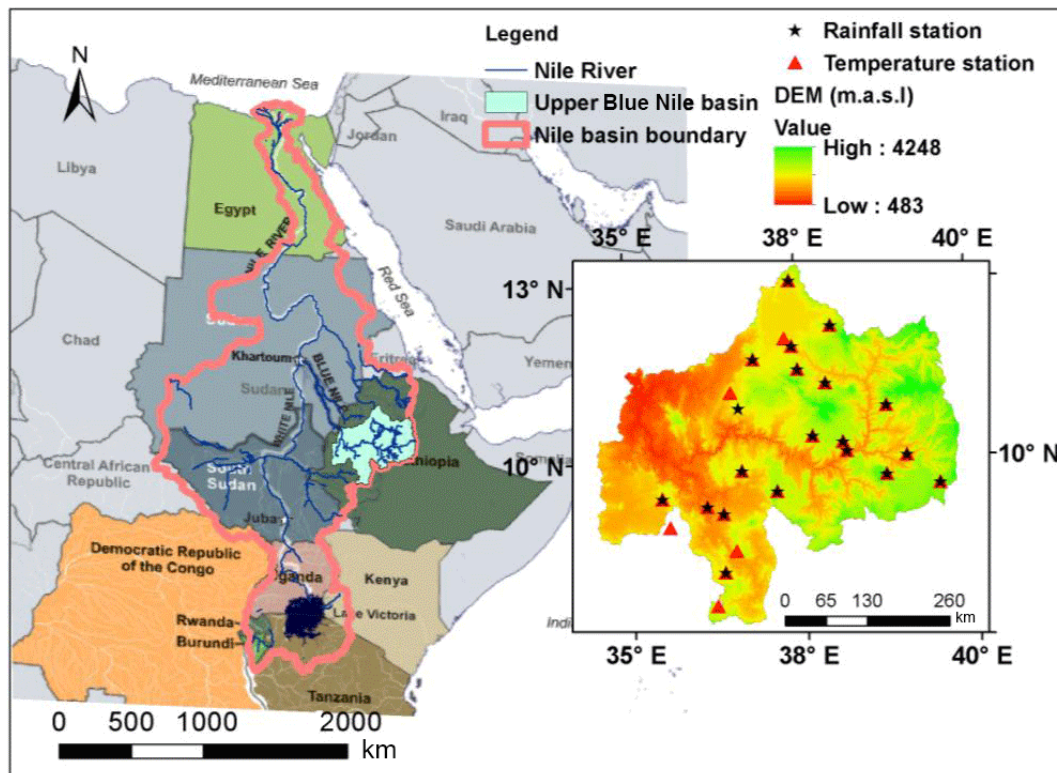 N
Mediterranean Sea
Legend
Nile River
Upper Blue Nile basin
Nile basin boundary
Rainfall station
Temperature station
DEM (m.a.s.l)
Value
High : 4248
Low : 483
Iraq
Jordan
Libya
Egypt
Saudi Arabia
NILE RIVER
Red Sea
35° E
38° E
40° E
13° N
Chad
Khartoum
Eritrea
Yemen
Sudan
BLUE NILE
WHITE NILE
Central African
Republic
South
Sudan
10° N
10° N
Juba
Democratic Republic
of the Congo
Kenya
Lake Victoria
Rwanda
Burundi
Tanzania
0 65 130 260
km
35° E
38° E
40° E
0 500 1000 2000
km